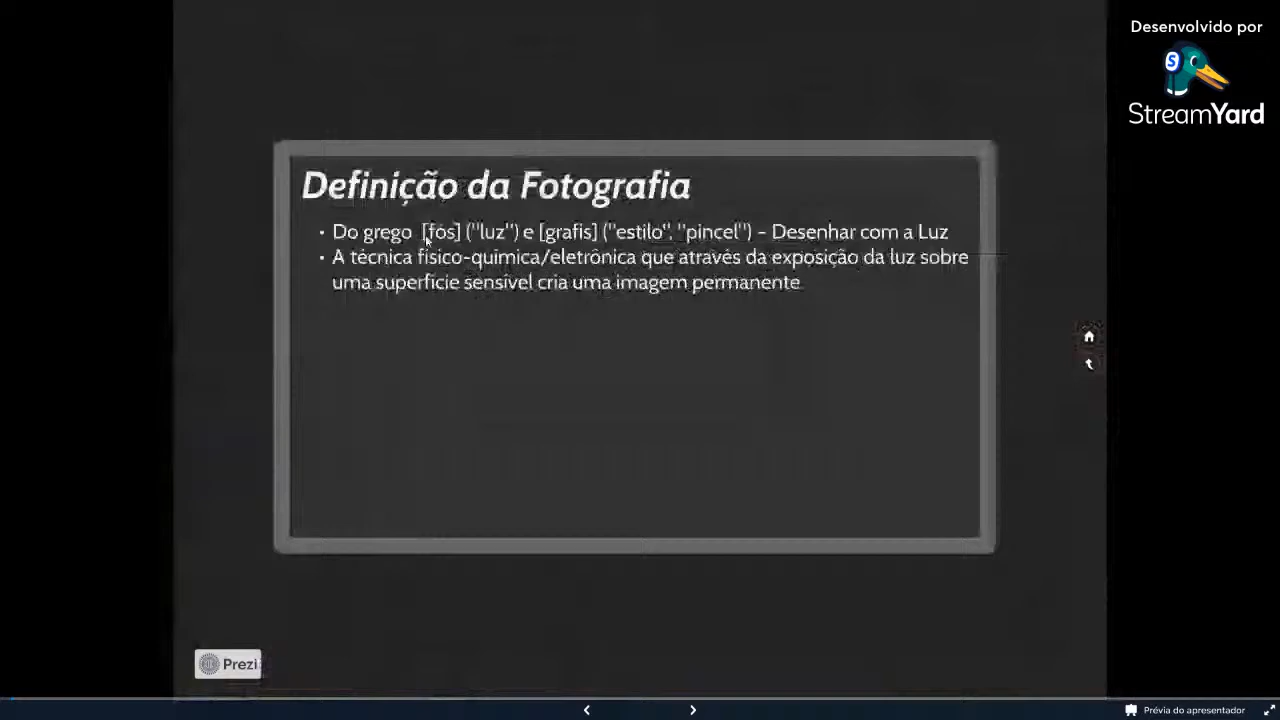 Desenvolvido por
S
StreamYard
Definição da Fotografia
• Do grego [fós] ("luz") e [grafis] ("estilo", "pincel") - Desenhar com a Luz
• A técnica físico-química/eletrônica que através da exposição da luz sobre
uma superfície sensível cria uma imagem permanente
Prezi
Prévia do apresentador